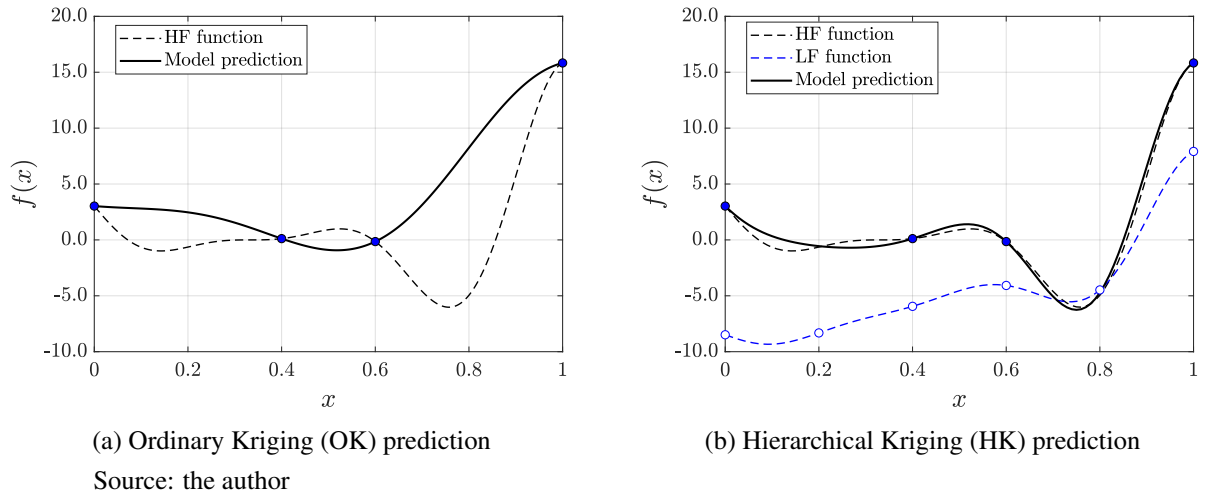 20.0
15.0
10.0
5.0
0.0
-5.0
-10.0
f(x)
HF function
Model prediction
0 0.2 0.4 0.6 0.8 1
x
(a) Ordinary Kriging (OK) prediction
20.0
15.0
10.0
5.0
0.0
-5.0
-10.0
f(x)
HF function
LF function
Model prediction
0 0.2 0.4 0.6 0.8 1
x
(b) Hierarchical Kriging (HK) prediction
Source: the author